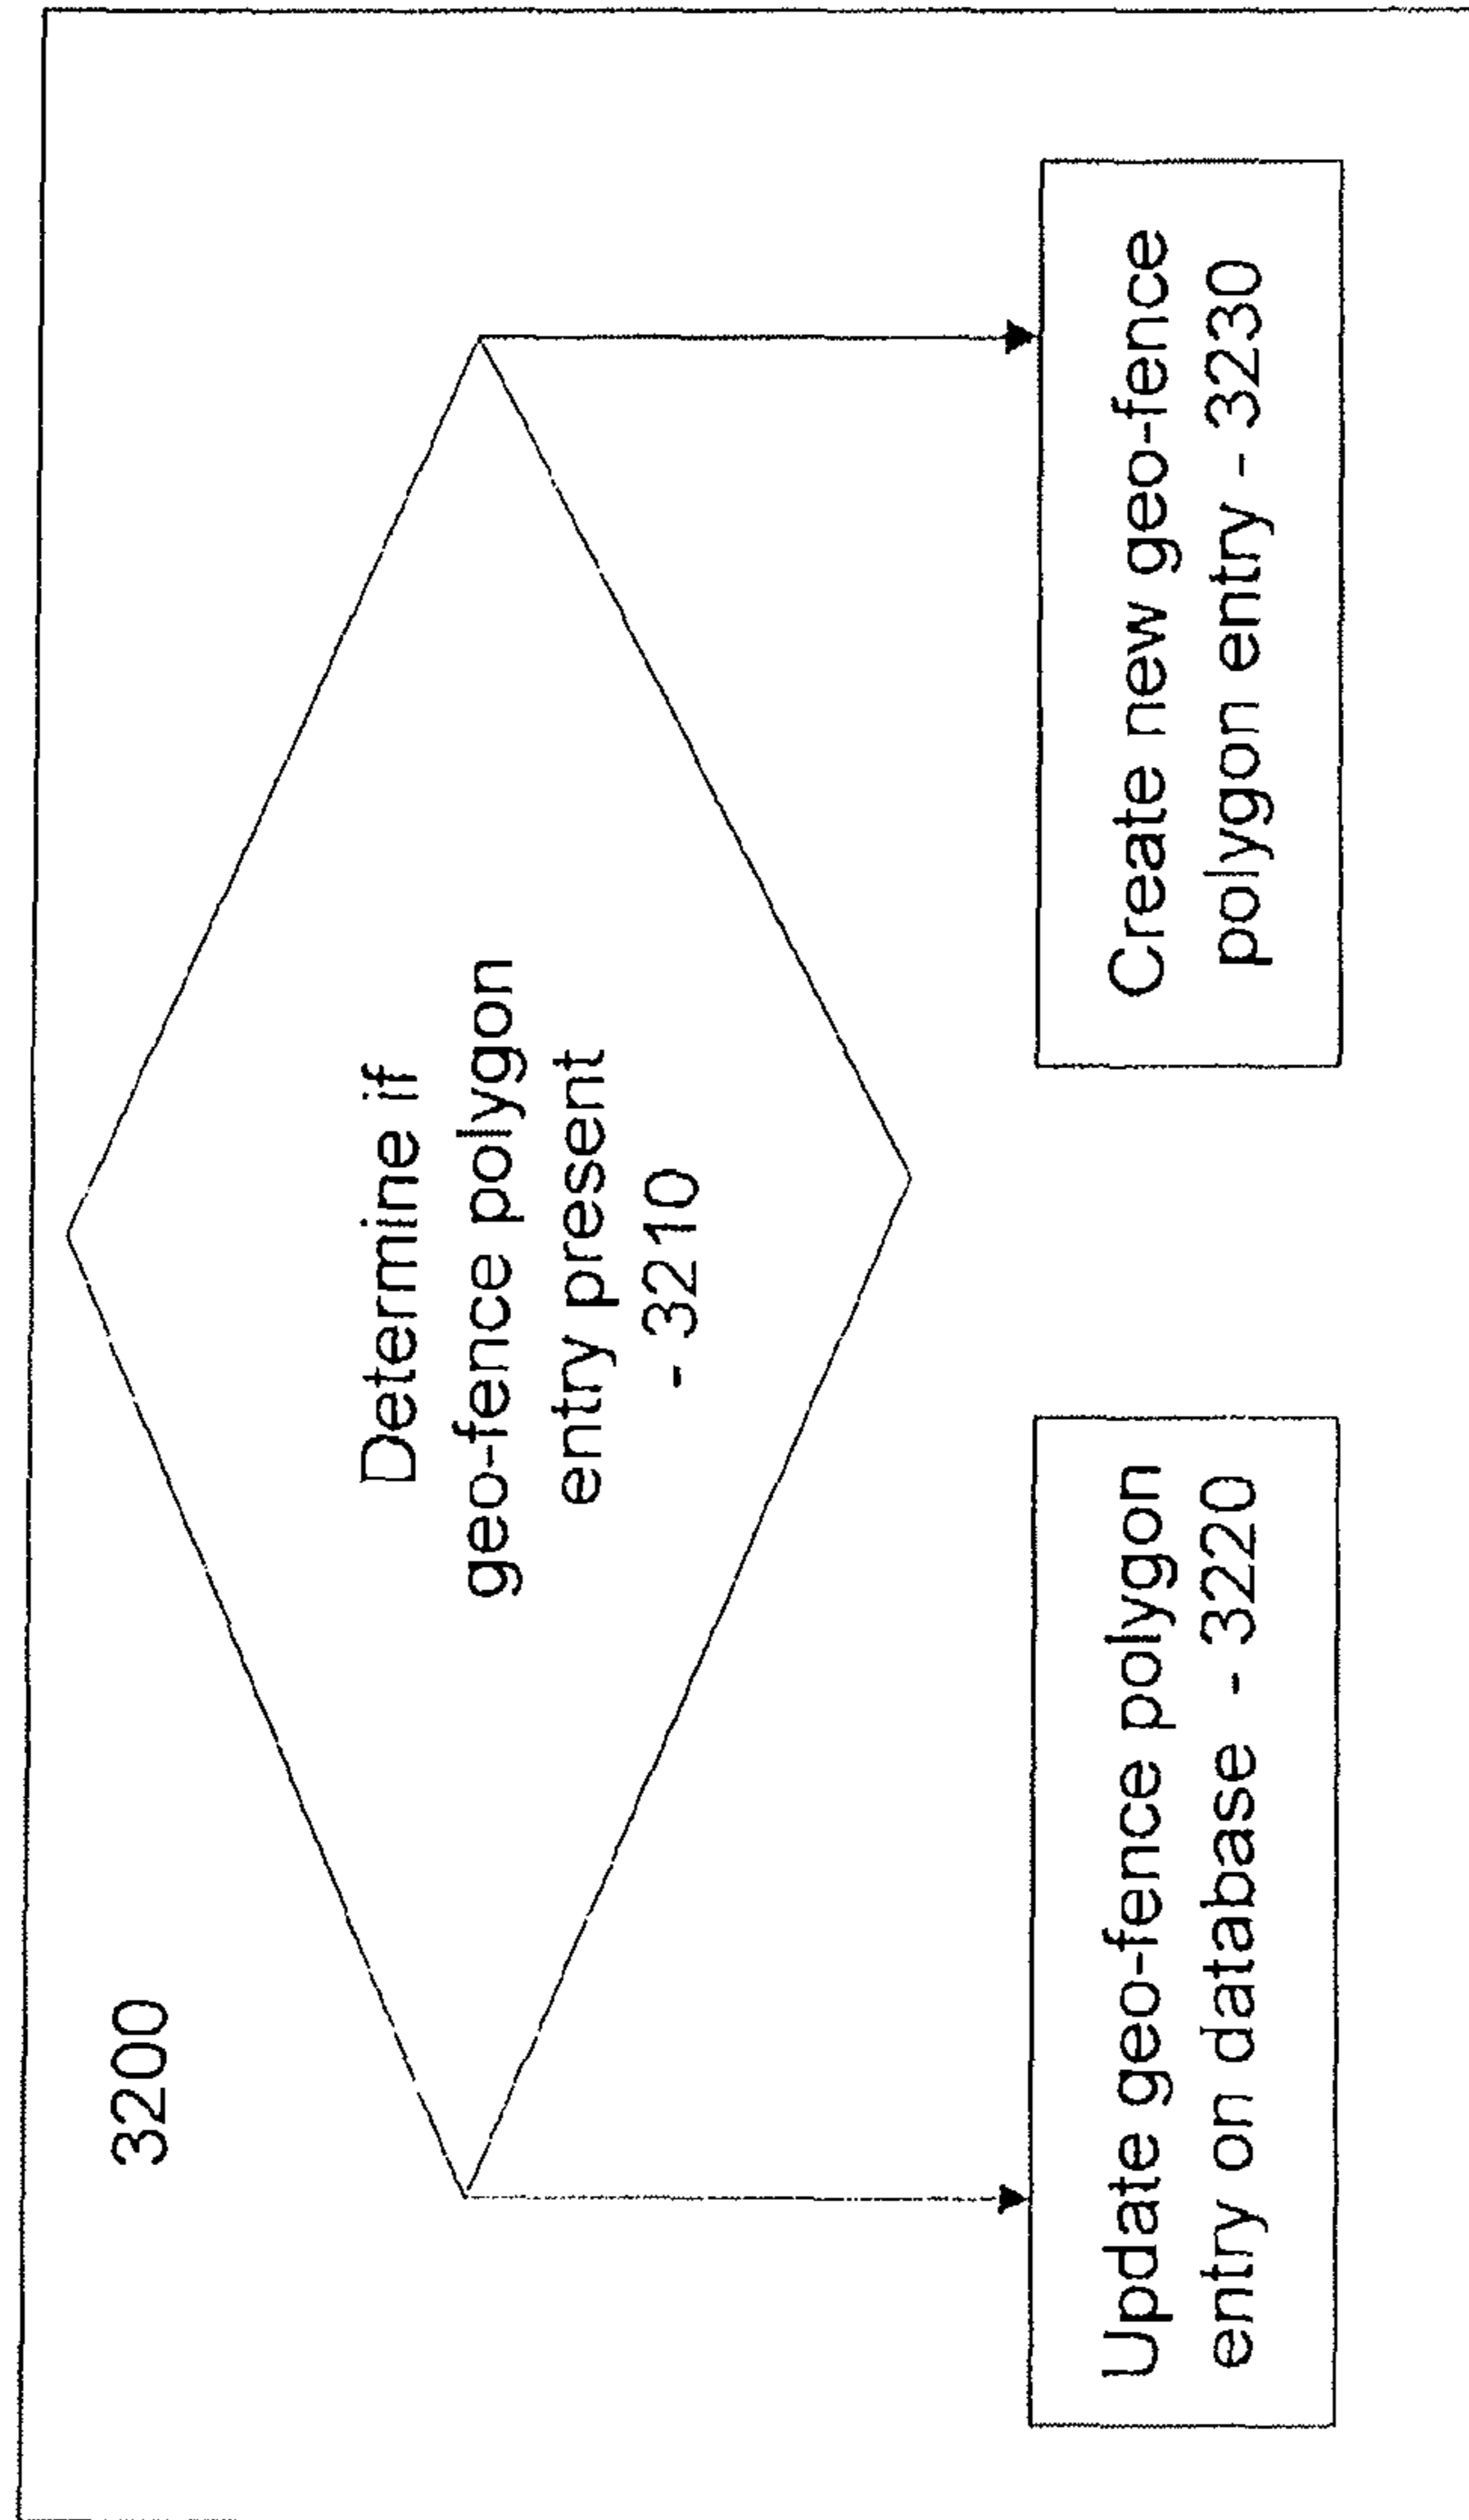 3200
Determine if
geo-fence polygon
entry present
- 3210
Update geo-fence polygon
entry on database - 3220
Create new geo-fence
polygon entry - 3230